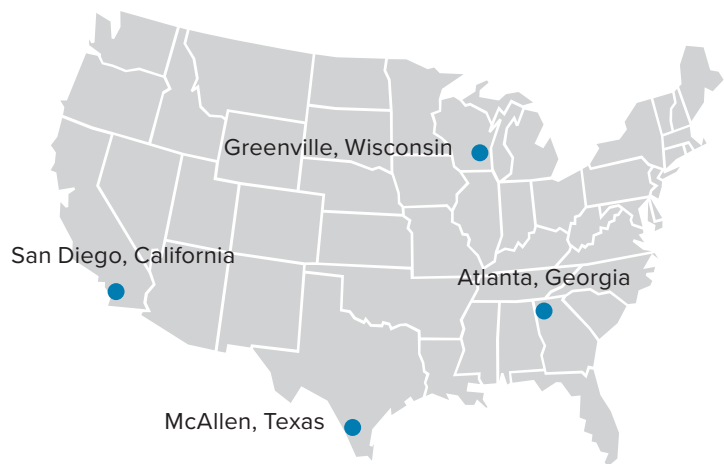 Greenville, Wisconsin
San Diego, California
Atlanta, Georgia
McAllen, Texas